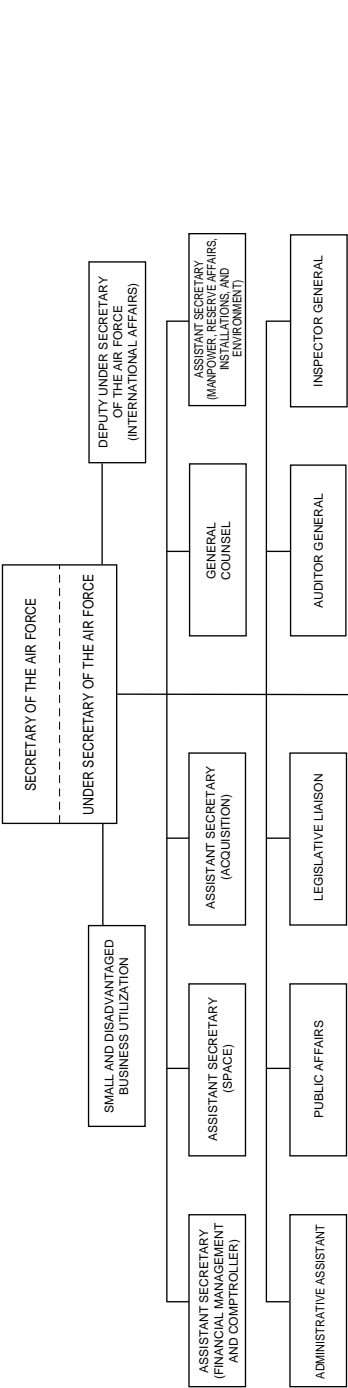 SECRETARY OF THE AIR FORCE
UNDER SECRETARY OF THE AIR FORCE
SMALL AND DISADVANTAGED
BUSINESS UTILIZATION
DEPUTY UNDER SECRETARY
OF THE AIR FORCE
(INTERNATIONAL AFFAIRS)
ASSISTANT SECRETARY
(FINANCIAL MANAGEMENT
AND COMPTROLLER)
ASSISTANT SECRETARY
(SPACE)
ASSISTANT SECRETARY
(ACQUISITION)
GENERAL
COUNSEL
ASSISTANT SECRETARY
(MANPOWER, RESERVE AFFAIRS,
INSTALLATIONS, AND
ENVIRONMENT)
ADMINISTRATIVE ASSISTANT
PUBLIC AFFAIRS
LEGISLATIVE LIAISON
AUDITOR GENERAL
INSPECTOR GENERAL